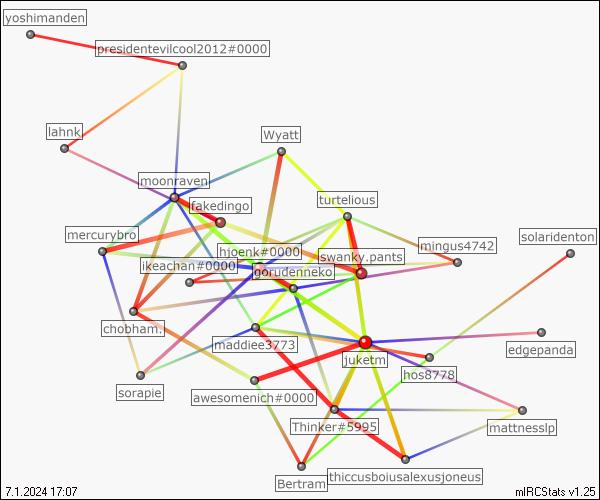 yoshimanden
presidentevilcool2012#0000
lahnk
Wyatt
moonraven
fakedingo
turtelious
mercurybro
solaridenton
hjoenk#0000
mingus4742
swanky.pants
ikeachan#0000
chobham.
maddiee3773
edgepanda
juketm
hos8778
sorapie
awesomenich#0000
Thinker#5995
mattnesslp
Bertram
thiccusboiusalexusjoneus
7.1.2024 17:07
mIRCStats v1.25